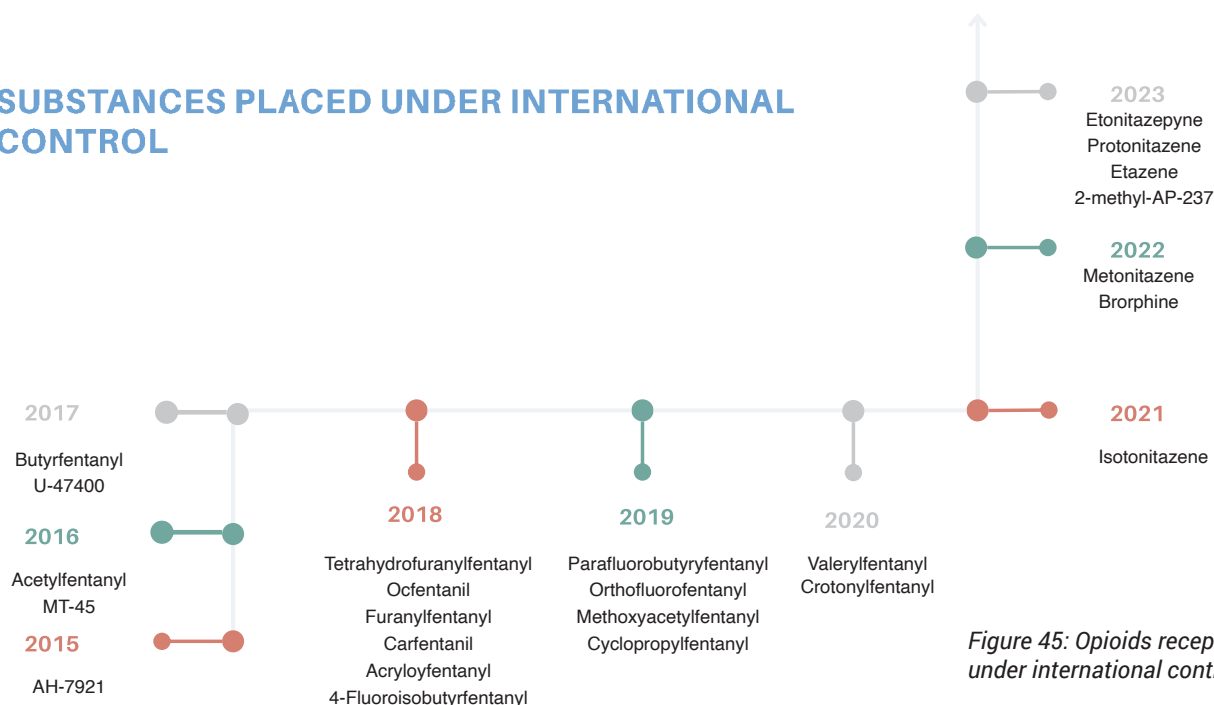 SUBSTANCES PLACED UNDER INTERNATIONAL
CONTROL
2023
Etonitazepyne
Protonitazene
Etazene
2-methyl-AP-237
2022
Metonitazene
Brorphine
2021
Isotonitazene
2017
Butyrfentanyl
U-47400
2016
Acetylfentanyl
MT-45
2015
AH-7921
2018
Tetrahydrofuranylfentanyl
Ocfentanil
Furanylfentanyl
Carfentanil
Acryloyfentanyl
4-Fluoroisobutyrfentanyl
2019
Parafluorobutyryfentanyl
Orthofluorofentanyl
Methoxyacetylfentanyl
Cyclopropylfentanyl
2020
Valerylfentanyl
Crotonylfentanyl
Figure 45: Opioids recep
under international cont